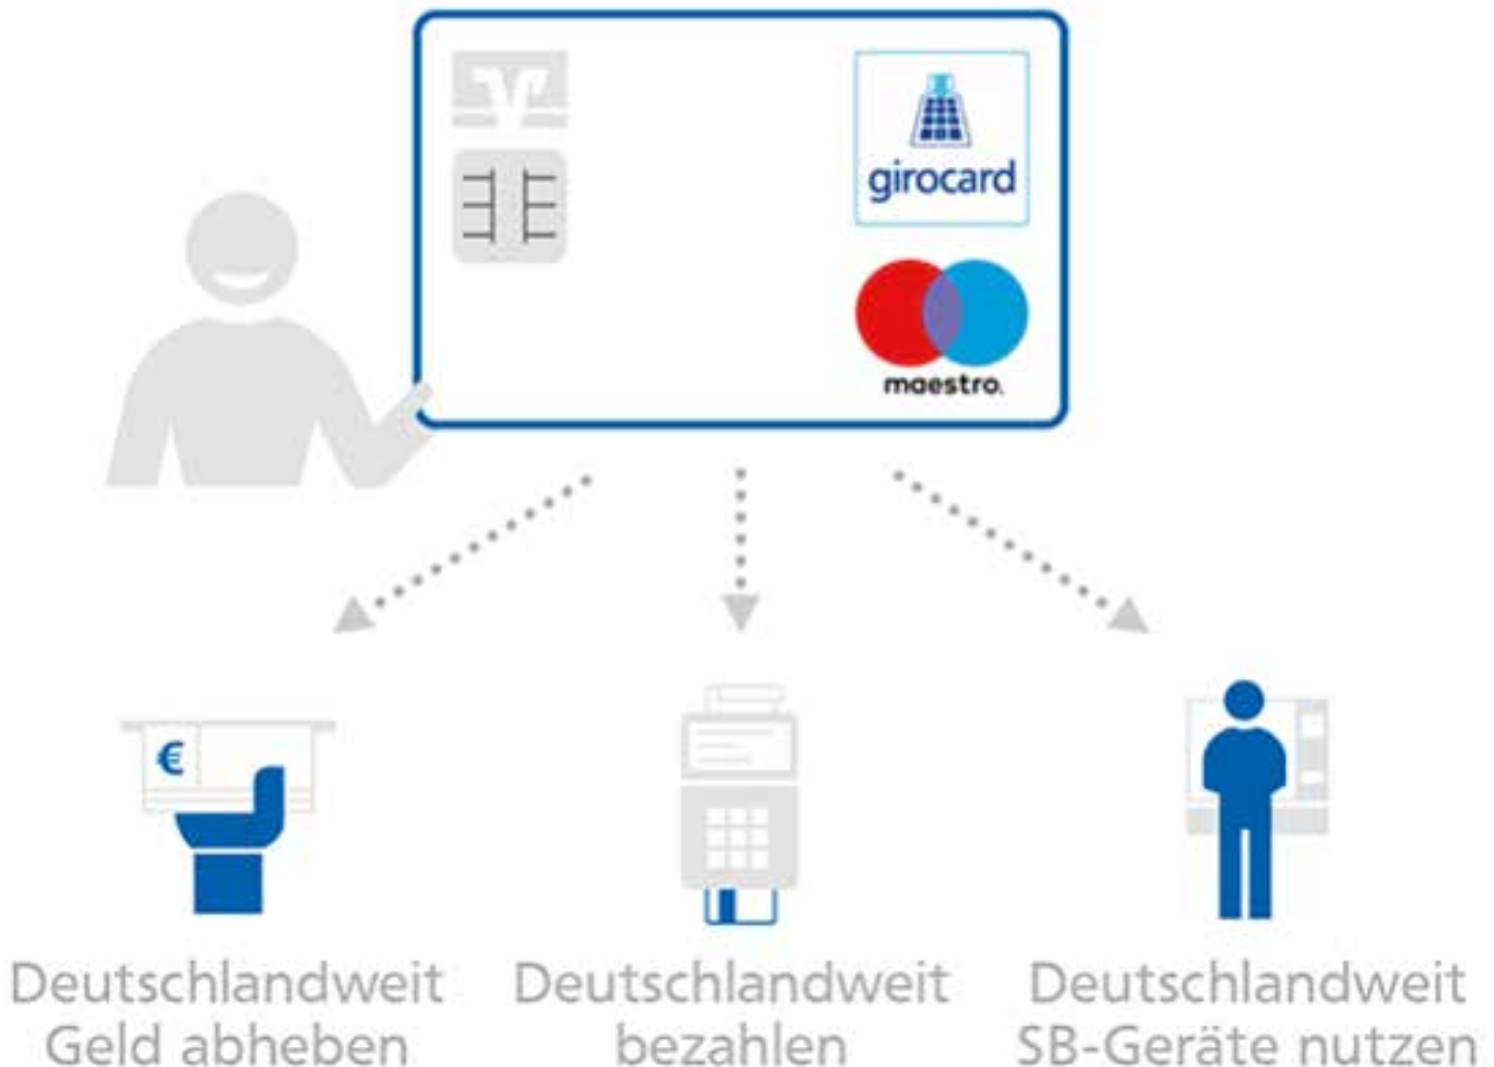 girocard
maestro.
€
Deutschlandweit
Geld abheben
Deutschlandweit
bezahlen
Deutschlandweit
SB-Geräte nutzen